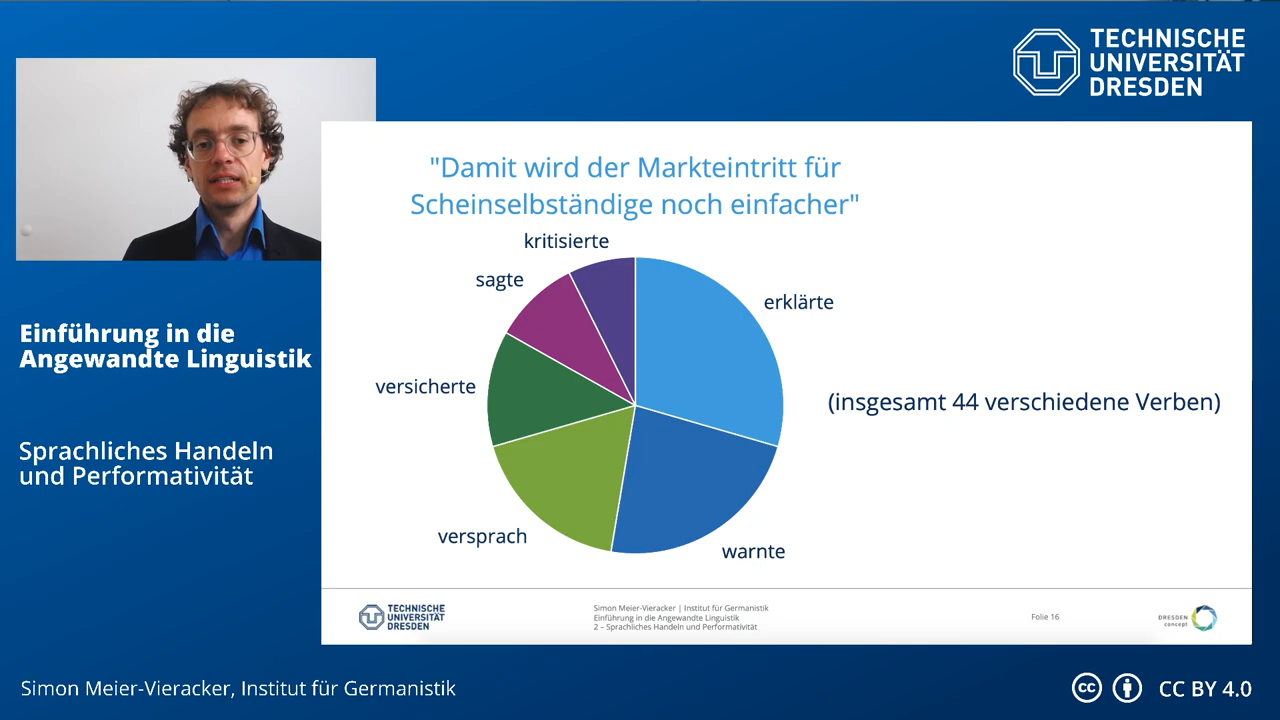 TECHNISCHE
UNIVERSITÄT
DRESDEN
"Damit wird der Markteintritt für
Scheinselbständige noch einfacher"
kritisierte
sagte
erklärte
versicherte
(insgesamt 44 verschiedene Verben)
versprach
warnte
Einführung in die
Angewandte Linguistik
Sprachliches Handeln
und Performativität
TECHNISCHE
UNIVERSITÄT
DRESDEN
Simon Meier-Vieracker | Institut für Germanistik
Einführung in die Angewandte Linguistik
2 – Sprachliches Handeln und Performativität
Folie 16
DRESDEN
concept
Simon Meier-Vieracker, Institut für Germanistik
cc
CC BY 4.0